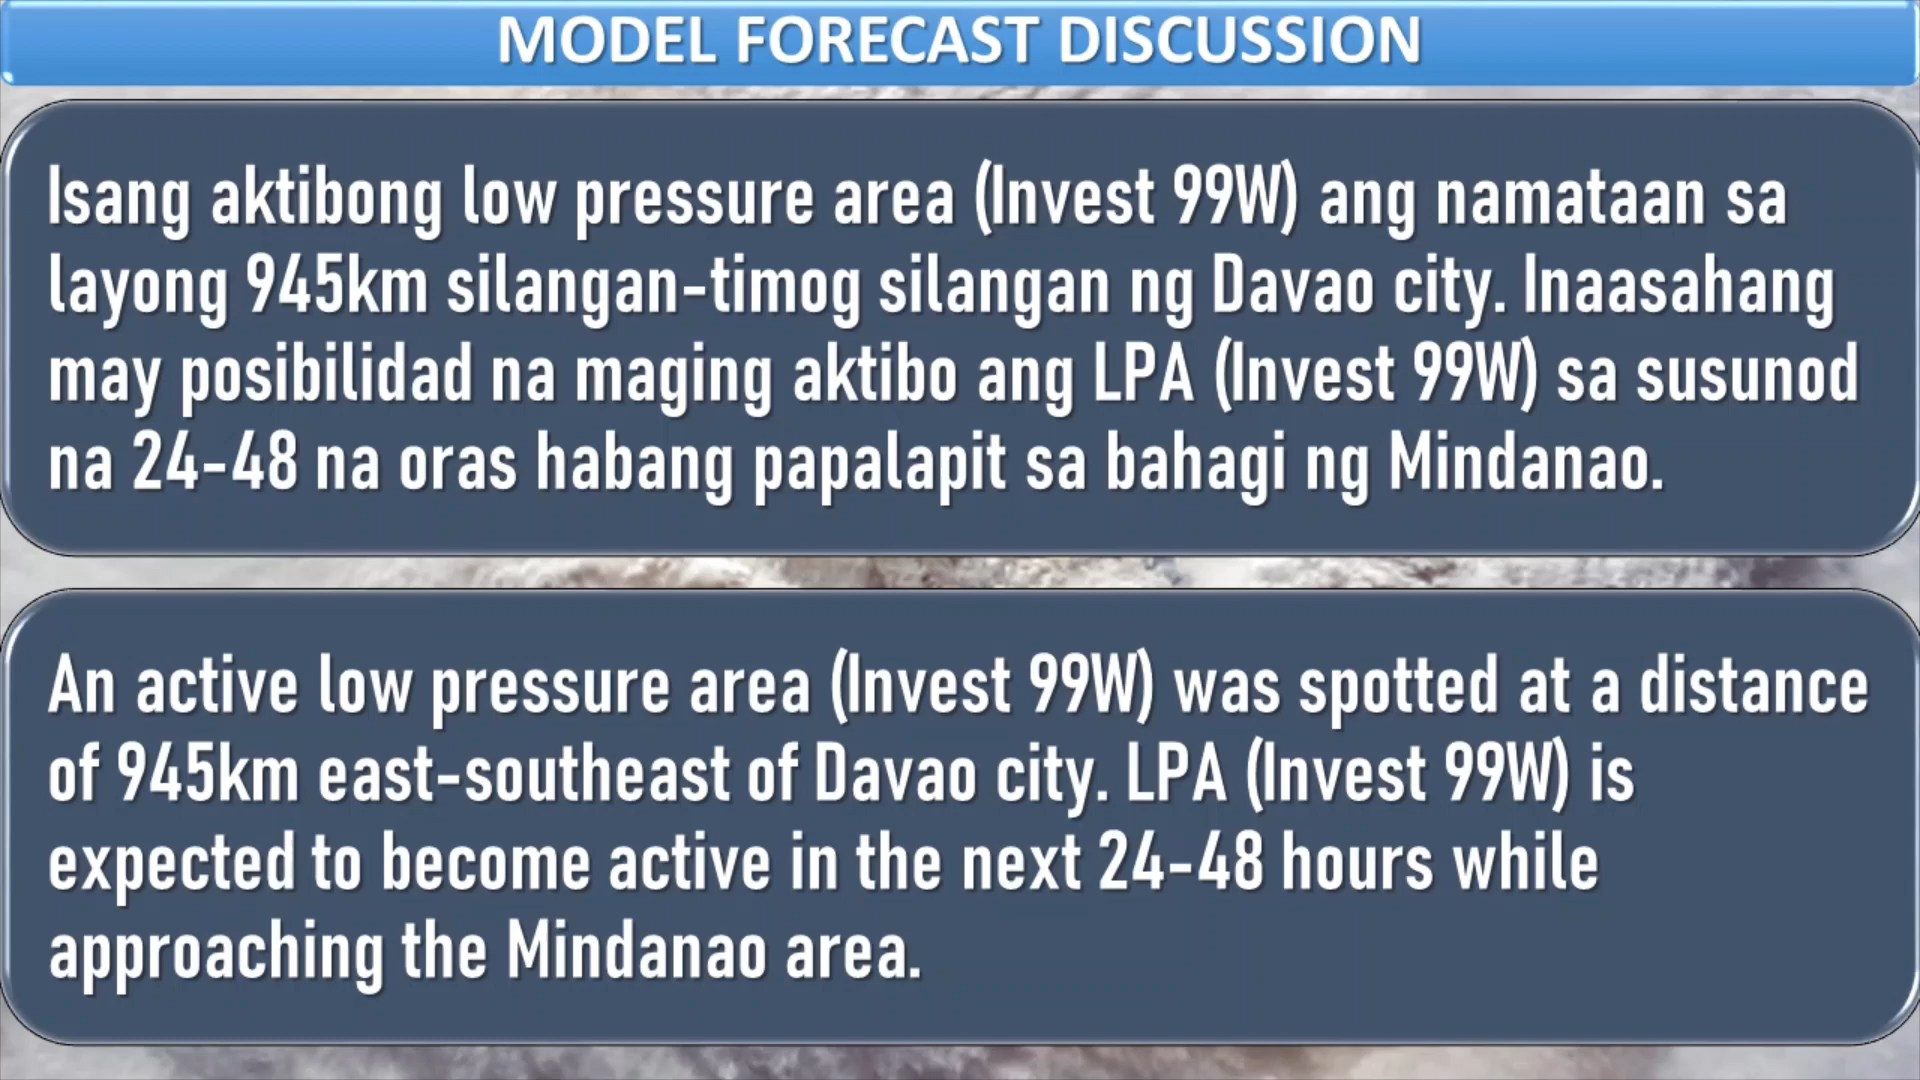 MODEL FORECAST DISCUSSION
Isang aktibong low pressure area (Invest 99W) ang namataan sa
layong 945km silangan-timog silangan ng Davao city. Inaasahang
may posibilidad na maging aktibo ang LPA (Invest 99W) sa susunod
na 24-48 na oras habang papalapit sa bahagi ng Mindanao.
An active low pressure area (Invest 99W) was spotted at a distance
of 945km east-southeast of Davao city. LPA (Invest 99W) is
expected to become active in the next 24-48 hours while
approaching the Mindanao area.